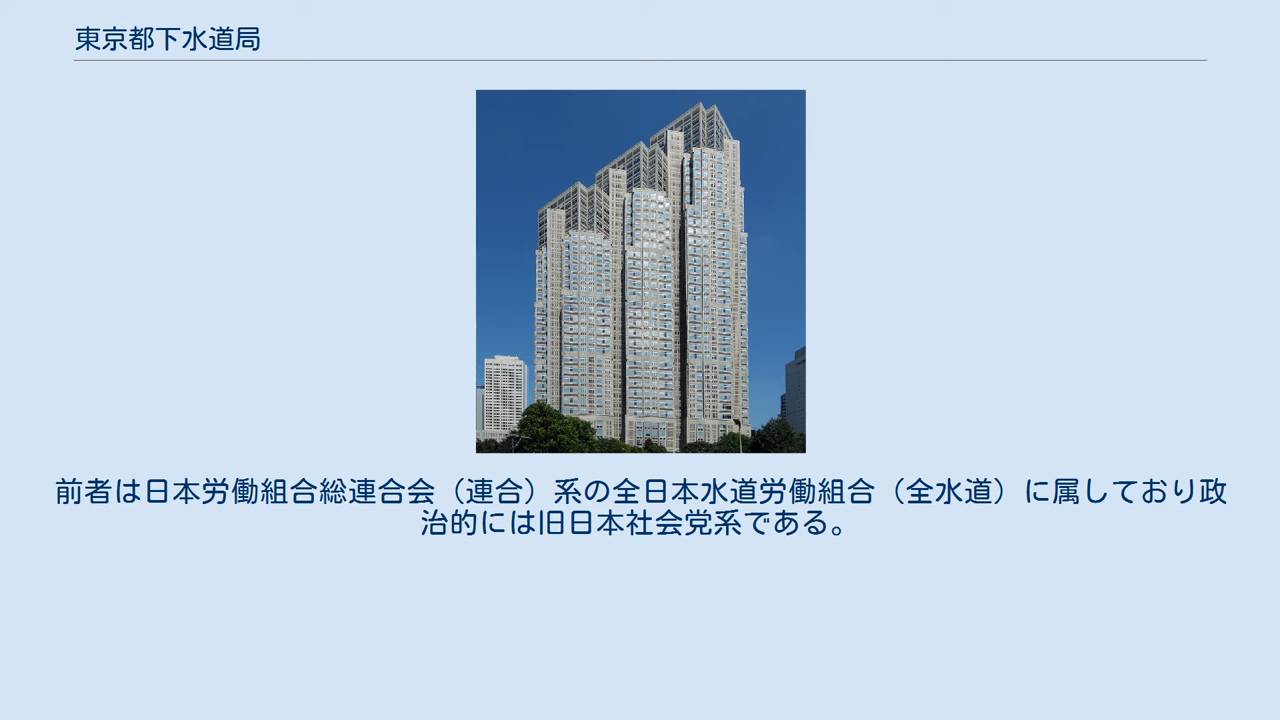 東京都下水道局
前者は日本労働組合総連合会（連合）系の全日本水道労働組合（全水道）に属しており政
治的には旧日本社会党系である。